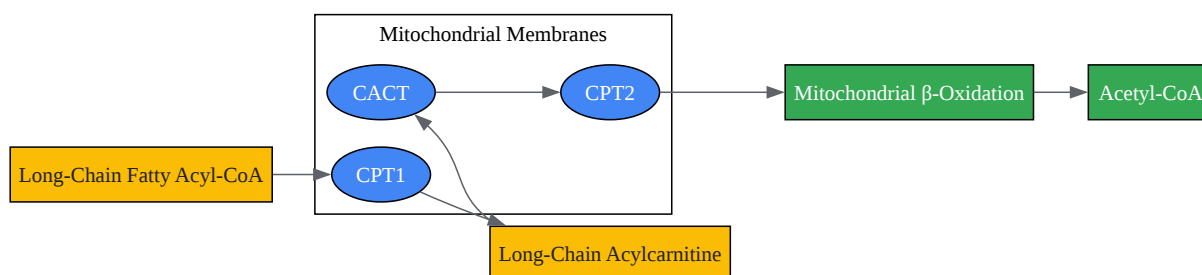 Mitochondrial Membranes
CACT
CPT2
Mitochondrial β-Oxidation
Acetyl-CoA
Long-Chain Fatty Acyl-CoA
CPT1
Long-Chain Acylcarnitine